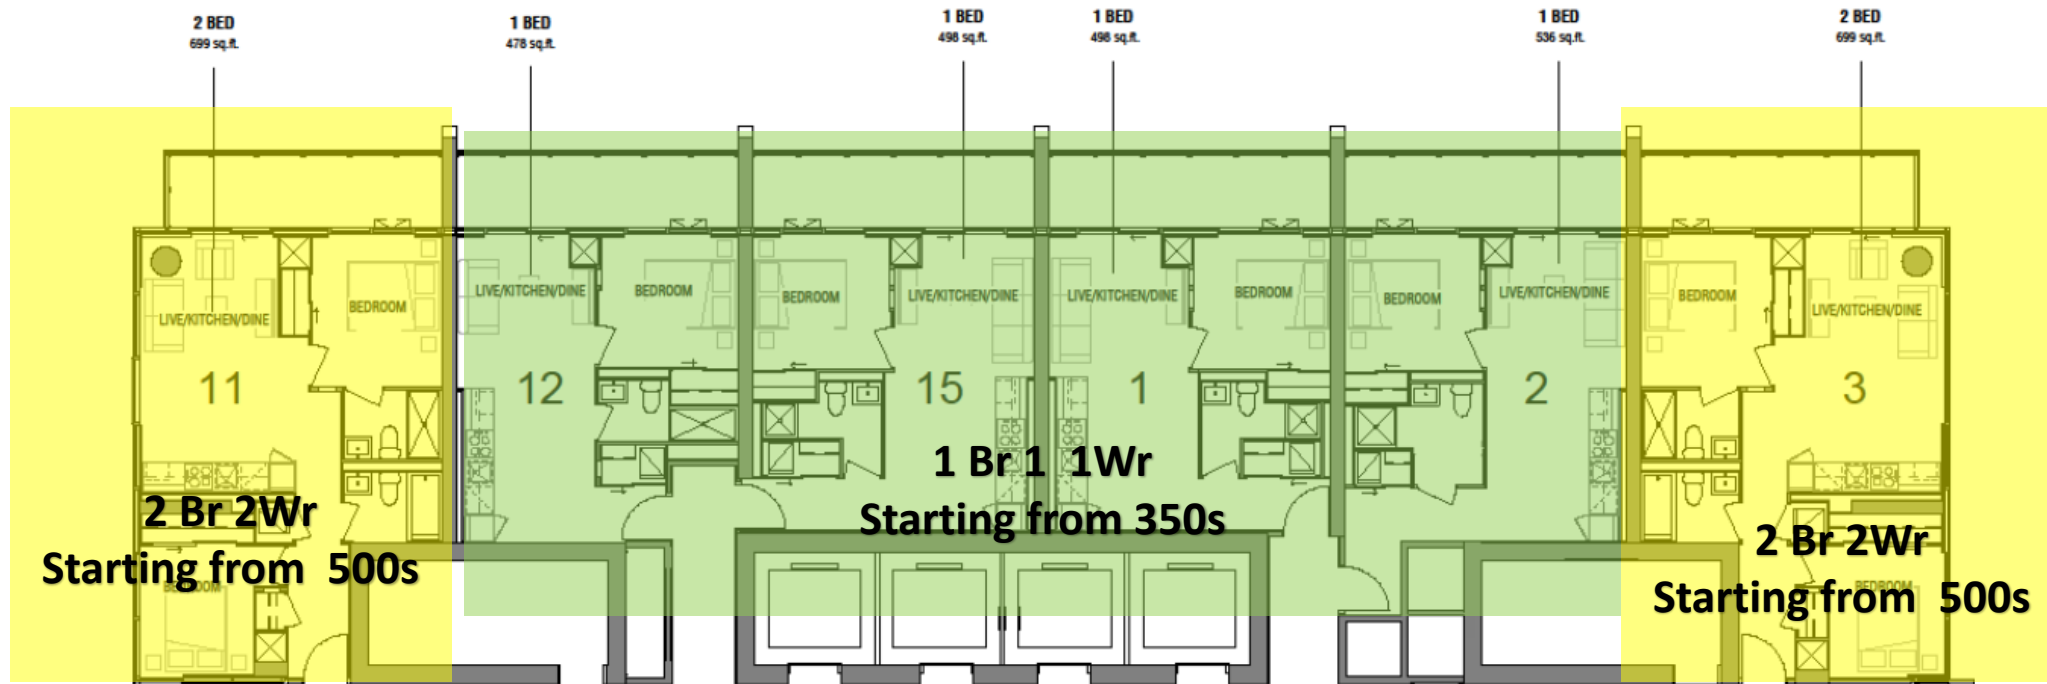 2 BED
699 sq.ft.
1 BED
478 sq.ft.
1 BED
498 sq.ft.
1 BED
498 sq.ft.
1 BED
536 sq.ft.
2 BED
699 sq.ft.
LIVE/KITCHEN/DINE
BEDROOM
LIVE/KITCHEN/DINE
BEDROOM
BEDROOM
LIVE/KITCHEN/DINE
LIVE/KITCHEN/DINE
BEDROOM
BEDROOM
LIVE/KITCHEN/DINE
BEDROOM
LIVE/KITCHEN/DINE
11
12
15
1
2
3
1 Br 1 1Wr
Starting from 350s
2 Br 2Wr
Starting from 500s
BEDROOM
2 Br 2Wr
Starting from 500s
BEDROOM